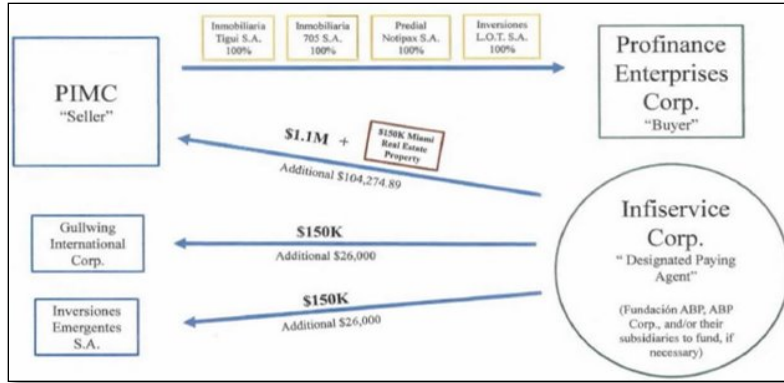 Inmobiliaria
Tigui S.A.
100%
Inmobiliaria
705 S.A.
100%
Predial
Notipax S.A.
100%
Inversiones
L.O.T. S.A.
100%
PIMC
"Seller"
Profinance
Enterprises
Corp.
"Buyer"
$1.1M +
$150K Miami
Real Estate
Property
Additional $104,274.89
Gullwing
International
Corp.
$150K
Additional $26,000
Inversiones
Emergentes
S.A.
$150K
Additional $26,000
Infiservice
Corp.
" Designated Paying
Agent"
(Fundación ABP, ABP
Corp., and/or their
subsidiaries to fund, if
necessary)